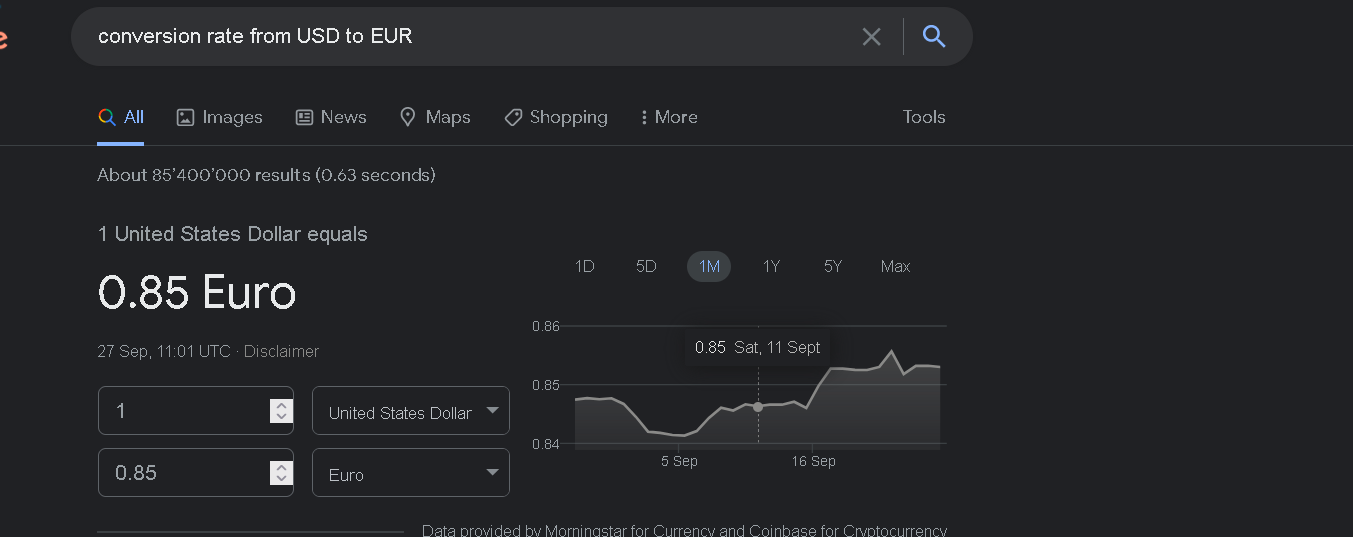 conversion rate from USD to EUR
All Images News Maps Shopping More Tools
About 85’400’000 results (0.63 seconds)
1 United States Dollar equals
0.85 Euro
27 Sep, 11:01 UTC · Disclaimer
1 United States Dollar
0.85 Euro
1D 5D 1M 1Y 5Y Max
0.86
0.85 Sat, 11 Sept
0.85
0.84
5 Sep 16 Sep
Data provided by Morningstar for Currency and Coinbase for Cryptocurrency